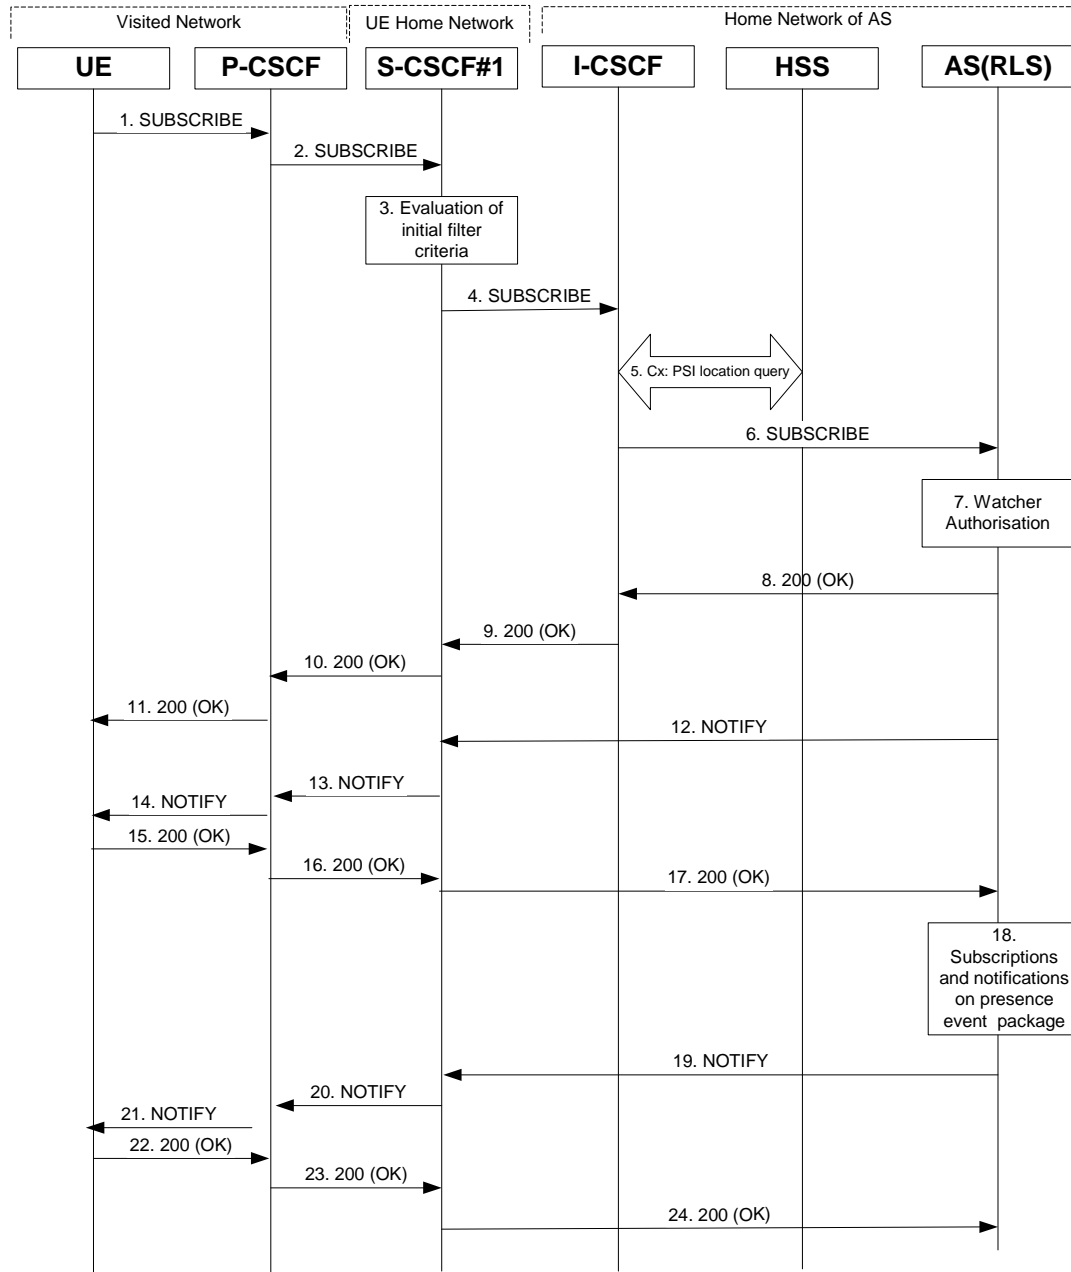 Visited Network
UE Home Network
Home Network of AS
UE
P-CSCF
S-CSCF#1
I-CSCF
HSS
AS(RLS)
1. SUBSCRIBE
2. SUBSCRIBE
3. Evaluation of
initial filter
criteria
4. SUBSCRIBE
5. Cx: PSI location query
6. SUBSCRIBE
7. Watcher
Authorisation
8. 200 (OK)
9. 200 (OK)
10. 200 (OK)
11. 200 (OK)
12. NOTIFY
13. NOTIFY
14. NOTIFY
15. 200 (OK)
16. 200 (OK)
17. 200 (OK)
18.
Subscriptions
and notifications
on presence
event package
19. NOTIFY
20. NOTIFY
21. NOTIFY
22. 200 (OK)
23. 200 (OK)
24. 200 (OK)